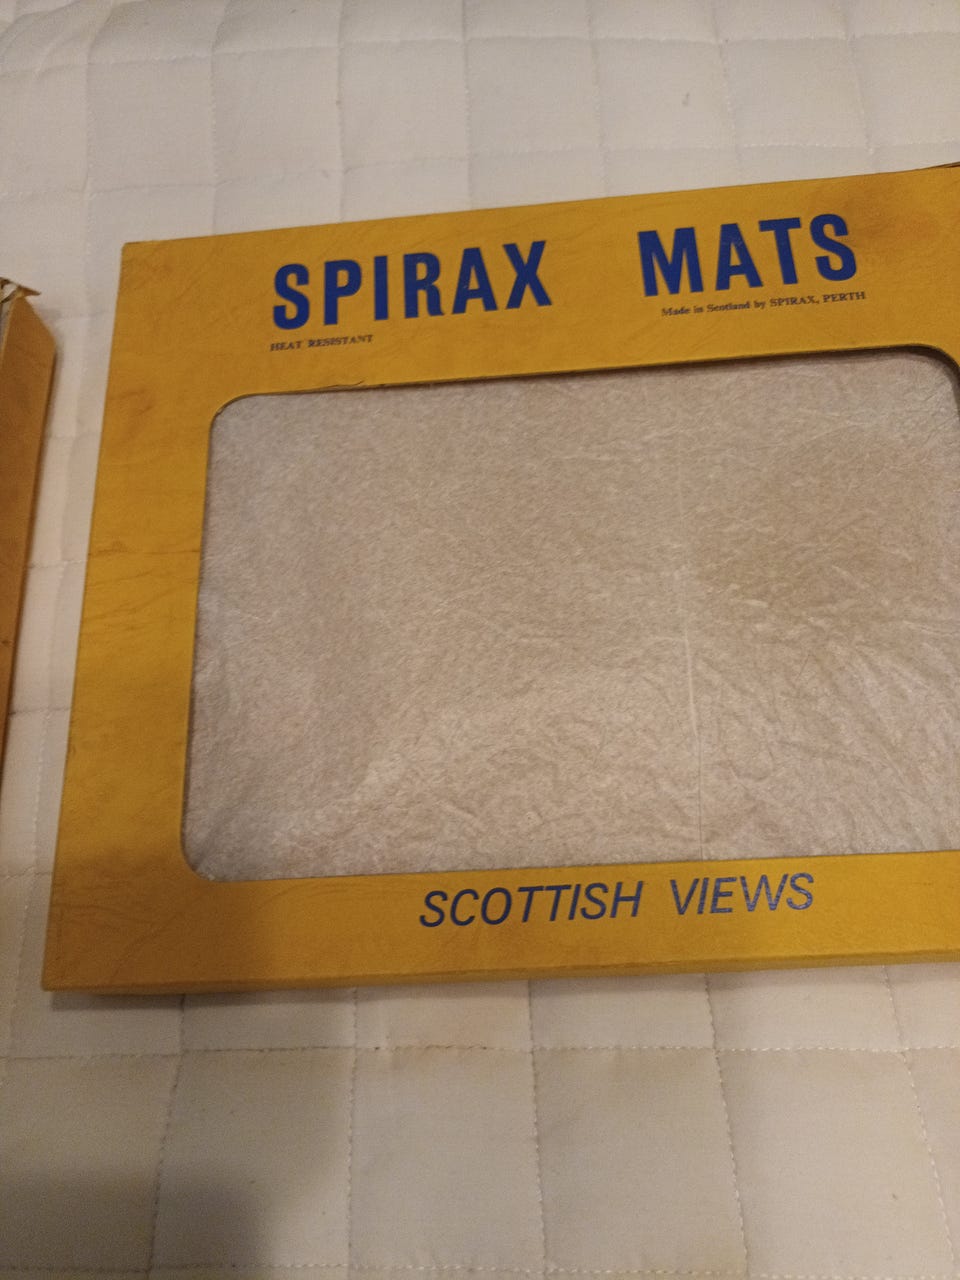 SPIRAX MATS
HEAT RESISTANT
Made in Scotland by SPIRAX, PERTH
SCOTTISH VIEWS